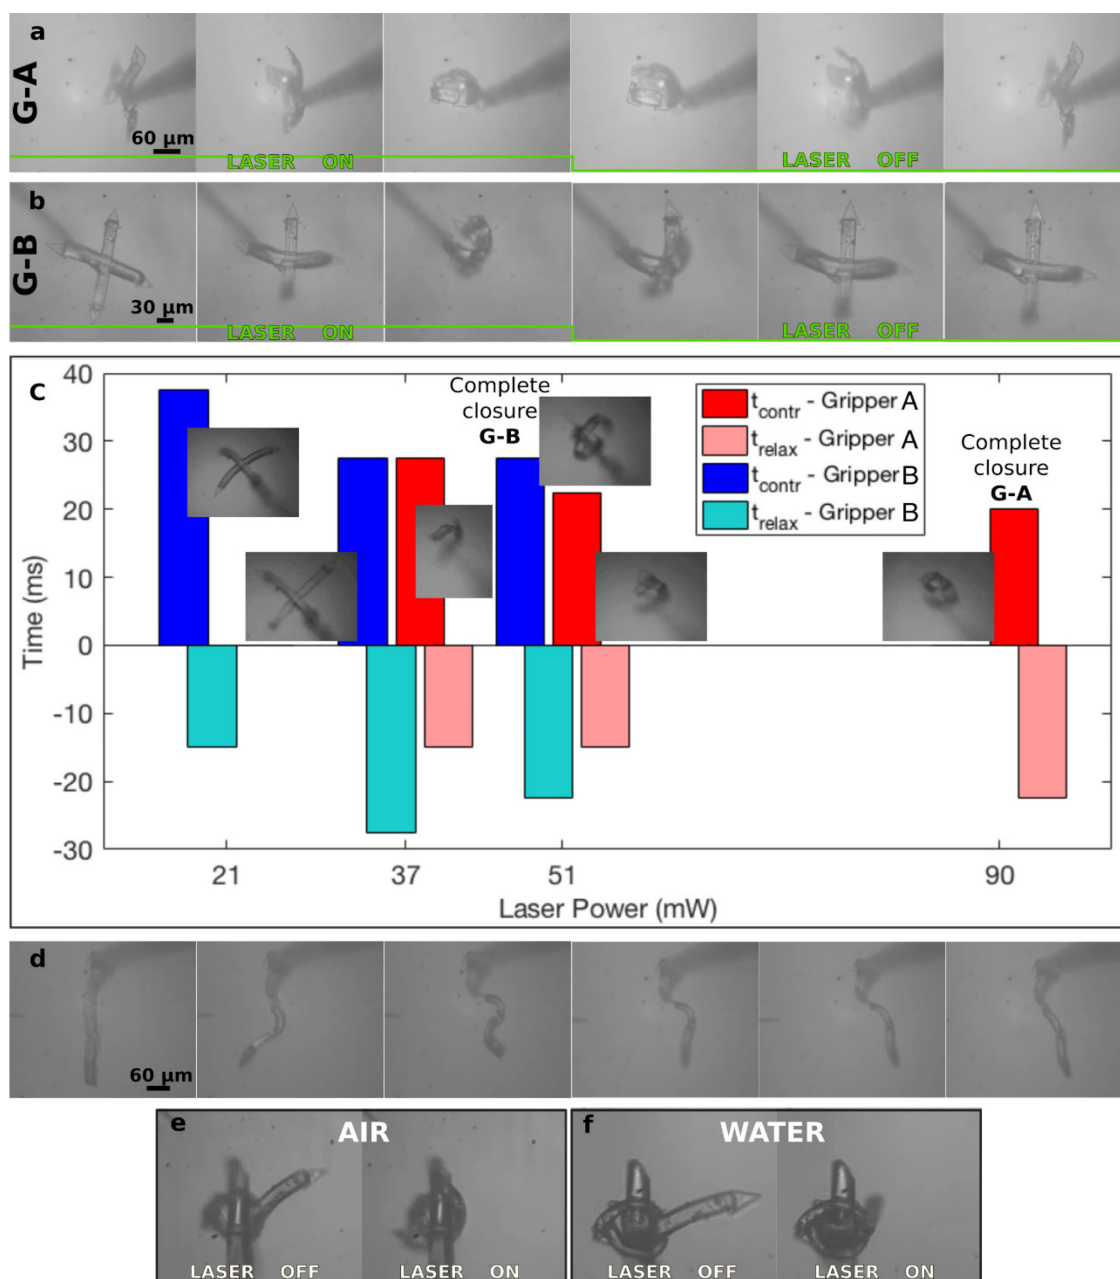 a
G-A
60 µm
LASER ON
LASER OFF
b
G-B
30 µm
LASER ON
LASER OFF
c
Complete
closure
G-B
tcontr - Gripper A
trelax - Gripper A
tcontr - Gripper B
trelax - Gripper B
Complete
closure
G-A
Time (ms)
40
30
20
10
0
-10
-20
-30
21 37 51 90
Laser Power (mW)
d
60 µm
e
AIR
LASER OFF
LASER ON
f
WATER
LASER OFF
LASER ON